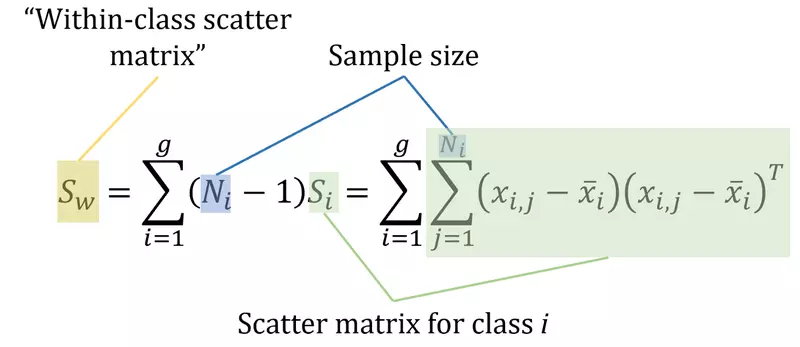 “Within-class scatter
matrix”
Sample size
S_w = \sum_{i=1}^{g} (N_i − 1)S_i = \sum_{i=1}^{g} \sum_{j=1}^{N_i} (x_{i,j} − \bar{x}_i)(x_{i,j} − \bar{x}_i)^T
Scatter matrix for class i